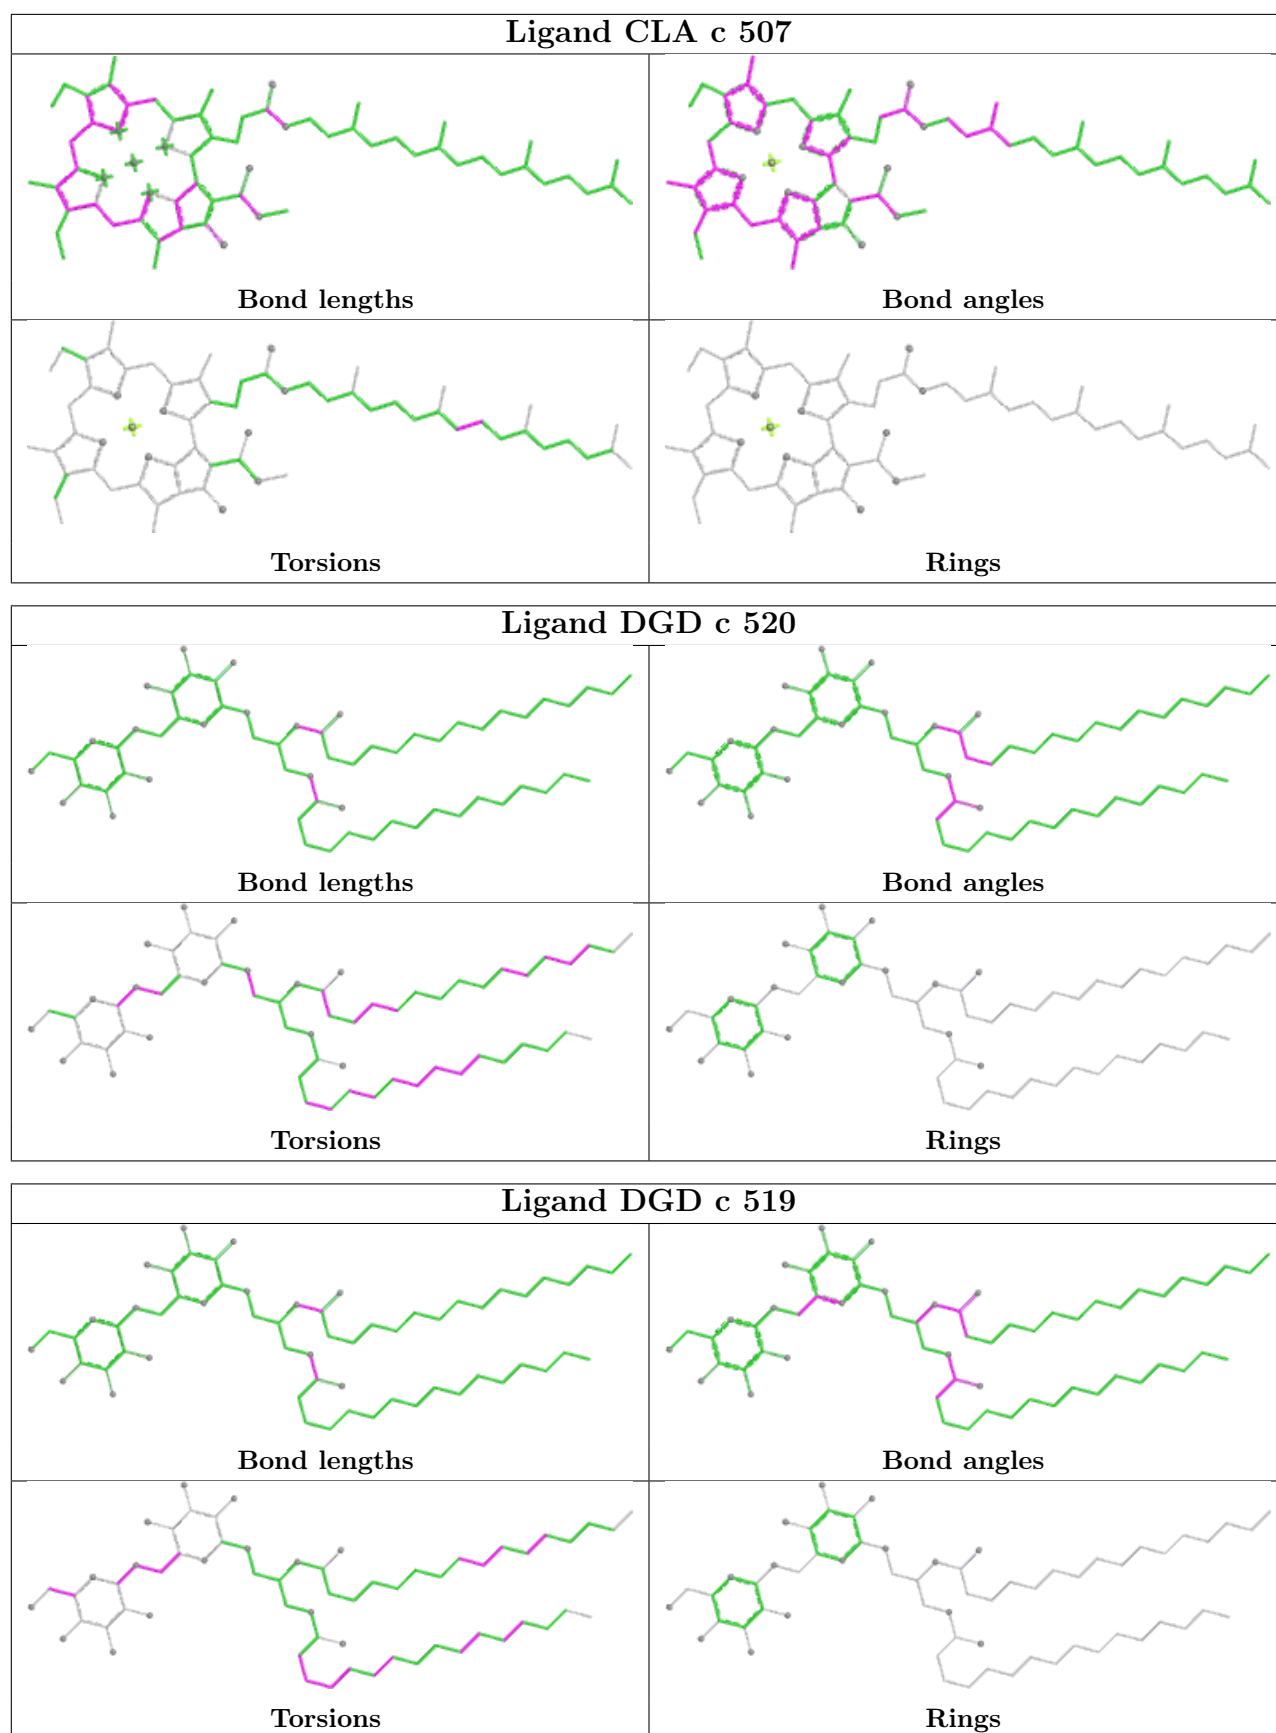 Ligand CLA c 507
Bond lengths
Bond angles
Torsions
Rings
Ligand DGD c 520
Bond lengths
Bond angles
Torsions
Rings
Ligand DGD c 519
Bond lengths
Bond angles
Torsions
Rings